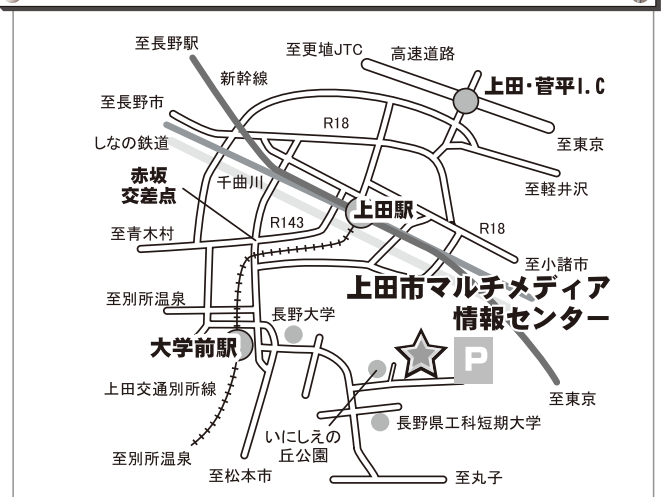 至長野駅
至更埴JTC
高速道路
新幹線
上田・菅平I.C
至長野市
R18
しなの鉄道
至東京
赤坂
交差点
千曲川
至軽井沢
上田駅
R143
R18
至青木村
至小諸市
上田市マルチメディア
情報センター
至別所温泉
長野大学
大学前駅
P
上田交通別所線
至東京
長野県工科短期大学
いにしえの
丘公園
至別所温泉
至松本市
至丸子